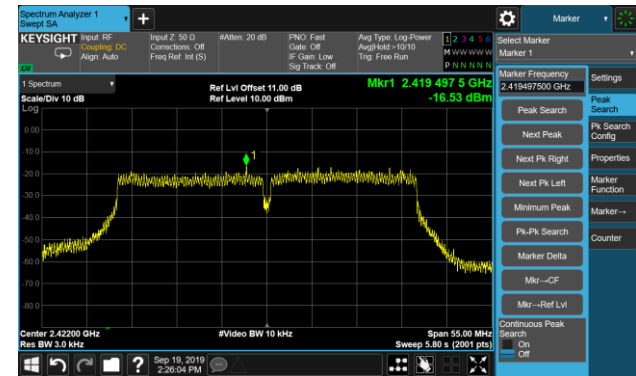 Spectrum Analyzer 1
Swept SA
Marker
KEYSIGHT
Input: RF
Coupling: DC
Align: Auto
Input Z: 50 Ω
Corrections: Off
Freq Ref: Int (S)
#Atten: 20 dB
PNO: Fast
Gate: Off
IF Gain: Low
Sig Track: Off
Avg Type: Log-Power
Avg|Hold:>10/10
Trig: Free Run
1 2 3 4 5 6
M W W W W W
P N N N N N
Select Marker
Marker 1
1 Spectrum
Scale/Div 10 dB
Log
Ref Lvl Offset 11.00 dB
Ref Level 10.00 dBm
Mkr1 2.419 497 5 GHz
-16.53 dBm
0.00
-10.0
-20.0
-30.0
-40.0
-50.0
-60.0
-70.0
-80.0
1
Center 2.42200 GHz
Res BW 3.0 kHz
#Video BW 10 kHz
Span 55.00 MHz
Sweep 5.80 s (2001 pts)
Marker Frequency
2.419497500 GHz
Peak Search
Next Peak
Next Pk Right
Next Pk Left
Minimum Peak
Pk-Pk Search
Marker Delta
Mkr→CF
Mkr→Ref Lvl
Continuous Peak
Search
On
Off
Settings
Peak
Search
Pk Search
Config
Properties
Marker
Function
Marker→
Counter
?
Sep 19, 2019
2:26:04 PM